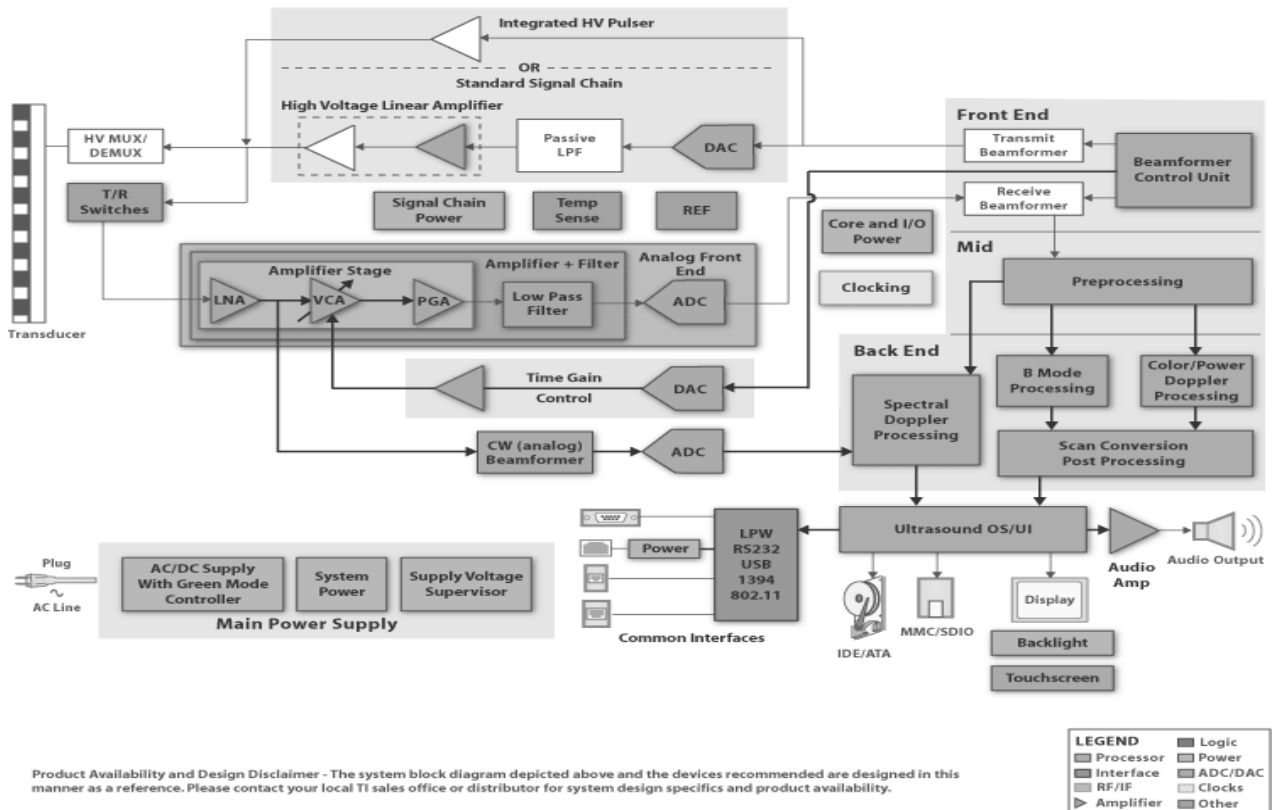 Integrated HV Pulser
OR
Standard Signal Chain
High Voltage Linear Amplifier
Passive
LPF
DAC
HV MUX/
DEMUX
T/R
Switches
Transducer
Front End
Transmit
Beamformer
Beamformer
Control Unit
Receive
Beamformer
Signal Chain
Power
Temp
Sense
REF
Core and I/O
Power
Clocking
Mid
Preprocessing
Amplifier Stage
Amplifier + Filter
Analog Front
End
LNA
VCA
PGA
Low Pass
Filter
ADC
Back End
B Mode
Processing
Color/Power
Doppler
Processing
Spectral
Doppler
Processing
Scan Conversion
Post Processing
Time Gain
Control
DAC
CW (analog)
Beamformer
ADC
Ultrasound OS/UI
LPW
RS232
USB
1394
802.11
Power
Common Interfaces
Audio
Amp
Audio Output
IDE/ATA
MMC/SDIO
Display
Backlight
Touchscreen
Plug
AC Line
AC/DC Supply
With Green Mode
Controller
System
Power
Supply Voltage
Supervisor
Main Power Supply
LEGEND
Processor
Interface
RF/IF
Amplifier
Logic
Power
ADC/DAC
Clocks
Other
Product Availability and Design Disclaimer - The system block diagram depicted above and the devices recommended are designed in this
manner as a reference. Please contact your local TI sales office or distributor for system design specifics and product availability.